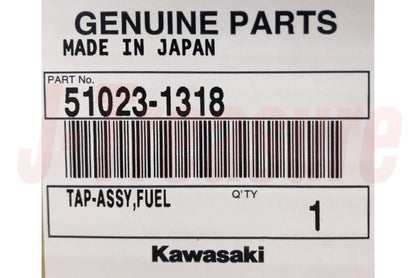 GENUINE PARTS
MADE IN JAPAN
PART No.
51023-1318
TAP-ASSY,FUEL
Q'TY
1
Kawasaki